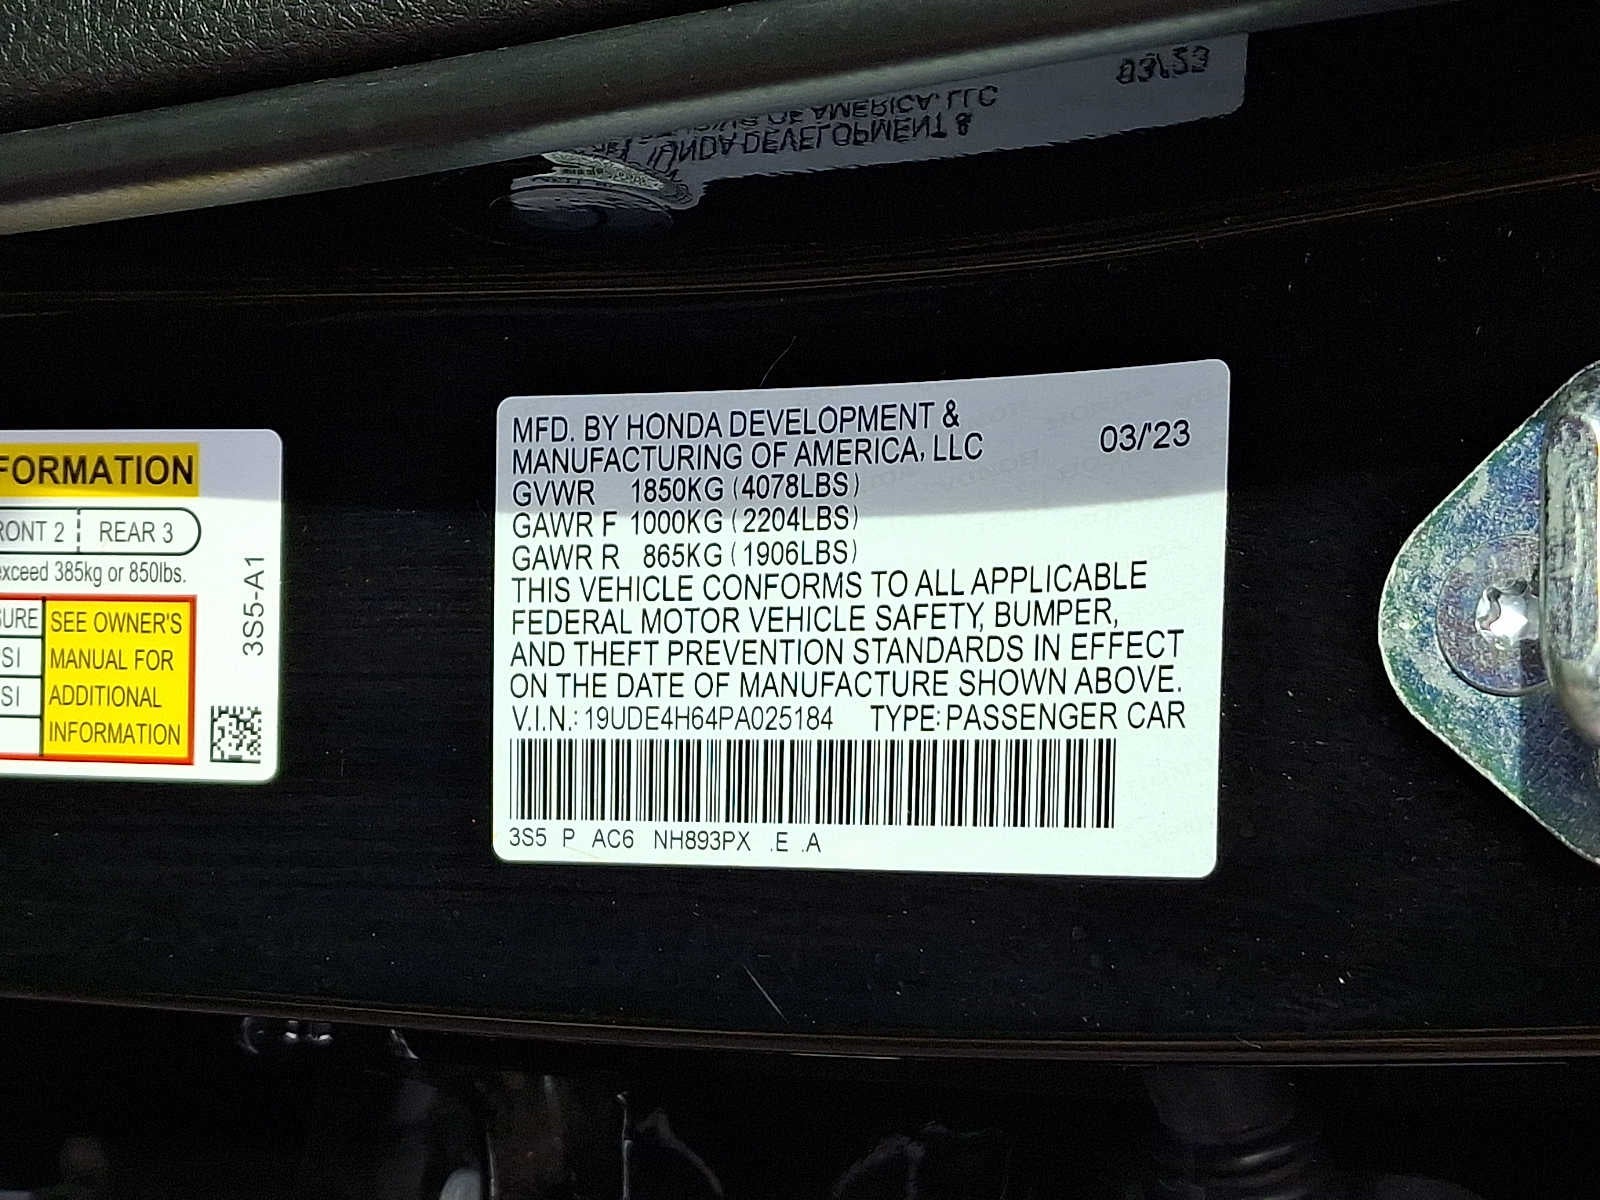 FORMATION
RONT 2 REAR 3
exceed 385kg or 850lbs.
SURE
SI
SI
SEE OWNER'S
MANUAL FOR
ADDITIONAL
INFORMATION
3S5-A1
MFD. BY HONDA DEVELOPMENT &
MANUFACTURING OF AMERICA, LLC 03/'23
GVWR 1850KG (4078LBS)
GAWR F 1000KG (2204LBS)
GAWR R 865KG (1906LBS)
THIS VEHICLE CONFORMS TO ALL APPLICABLE
FEDERAL MOTOR VEHICLE SAFETY, BUMPER,
AND THEFT PREVENTION STANDARDS IN EFFECT
ON THE DATE OF MANUFACTURE SHOWN ABOVE.
V.I.N.: 19UDE4H64PA025184 TYPE: PASSENGER CAR
3S5 P AC6 NH893PX .E .A